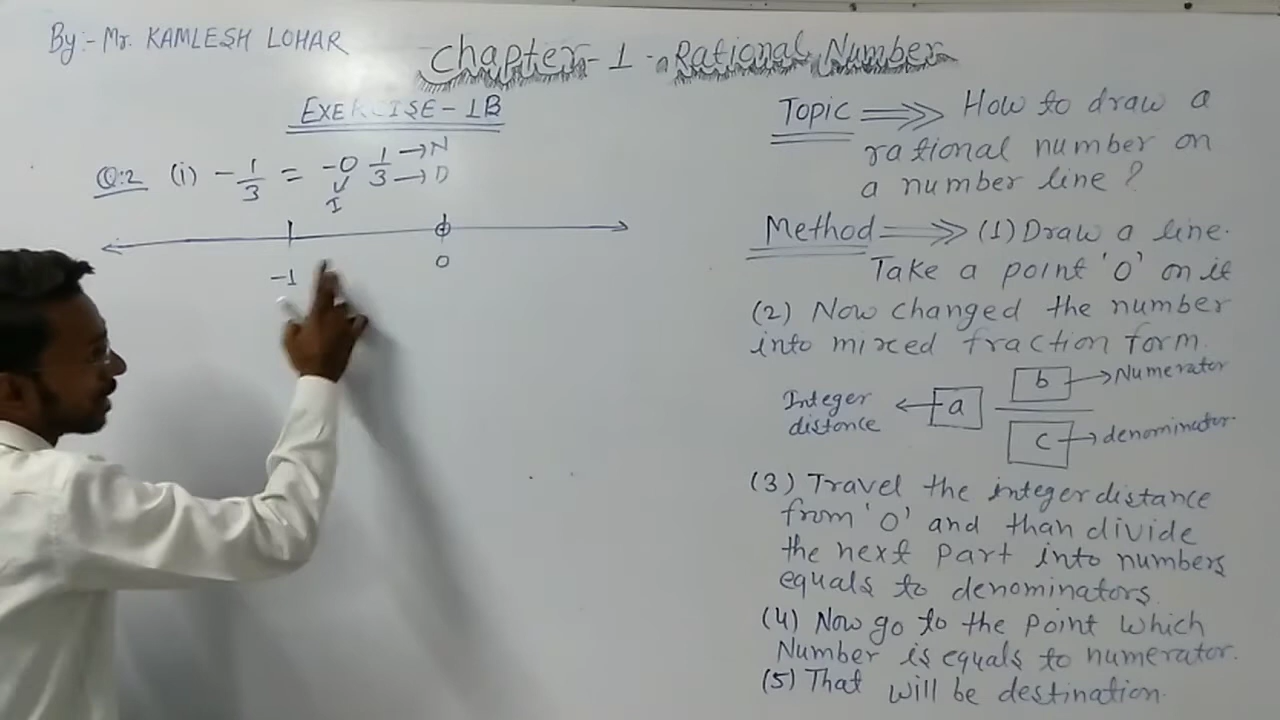 By:- Mr. KAMLESH LOHAR
Chapter-1 - Rational Number
EXERCISE-1B
Q:2 (i) -1/3 = -0 1/3 →N →D
I
-1 0
Topic ⟹ How to draw a
rational number on
a number line?
Method ⟹ (1) Draw a line.
Take a point '0' on it
(2) Now changed the number
into mixed fraction form.
Integer distance ← a b → Numerator
c → denominator
(3) Travel the integer distance
from '0' and than divide
the next part into numbers
equals to denominators.
(4) Now go to the point which
Number is equals to numerator.
(5) That will be destination.